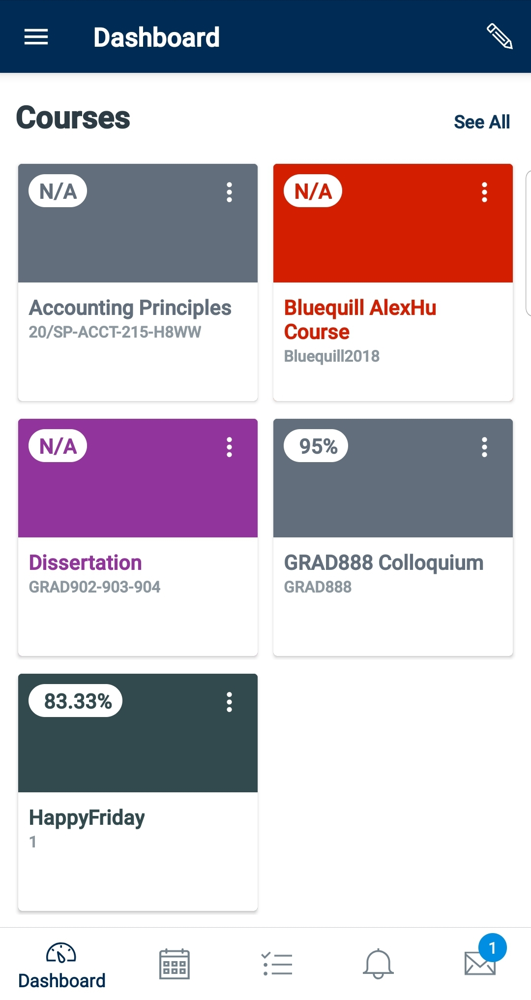 Dashboard
Courses
See All
N/A
Accounting Principles
20/SP-ACCT-215-H8WW
N/A
Bluequill AlexHu
Course
Bluequill2018
N/A
Dissertation
GRAD902-903-904
95%
GRAD888 Colloquium
GRAD888
83.33%
HappyFriday
1
Dashboard
1